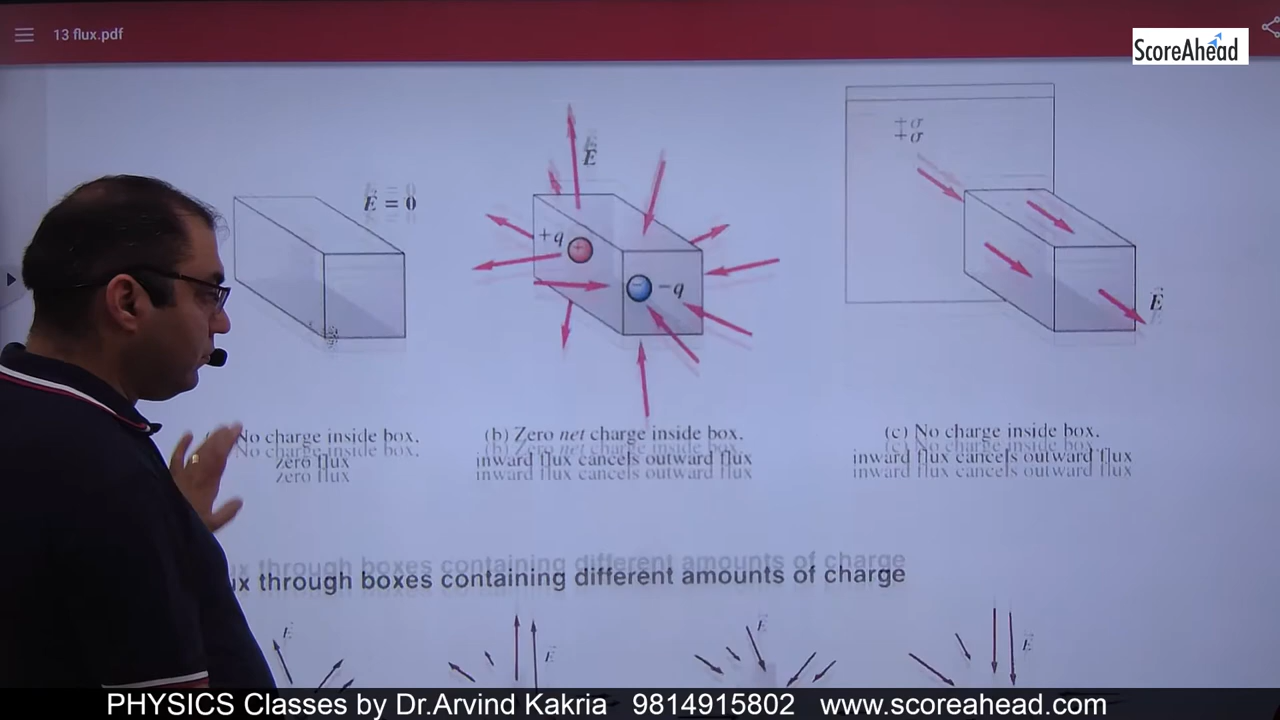 13 flux.pdf
ScoreAhead
+σ
E = 0
E
+q
-q
E
No charge inside box,
zero flux
(b) Zero net charge inside box,
inward flux cancels outward flux
(c) No charge inside box,
inward flux cancels outward flux
through boxes containing different amounts of charge
E
E
E
E
PHYSICS Classes by Dr.Arvind Kakria 9814915802 www.scoreahead.com